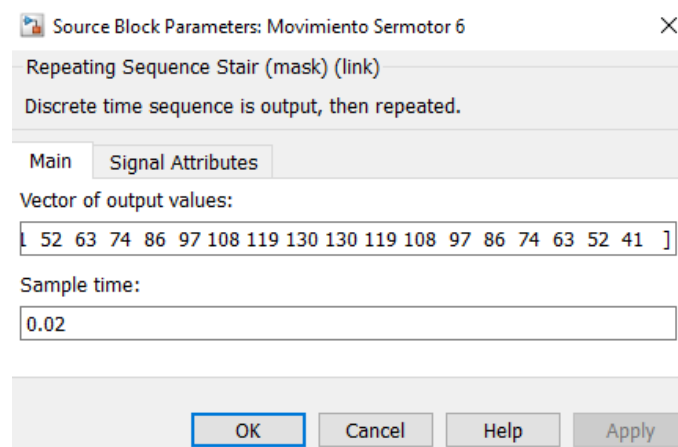 Source Block Parameters: Movimiento Sermotor 6
Repeating Sequence Stair (mask) (link)
Discrete time sequence is output, then repeated.
Main Signal Attributes
Vector of output values:
52 63 74 86 97 108 119 130 130 119 108 97 86 74 63 52 41 ]
Sample time:
0.02
OK Cancel Help Apply